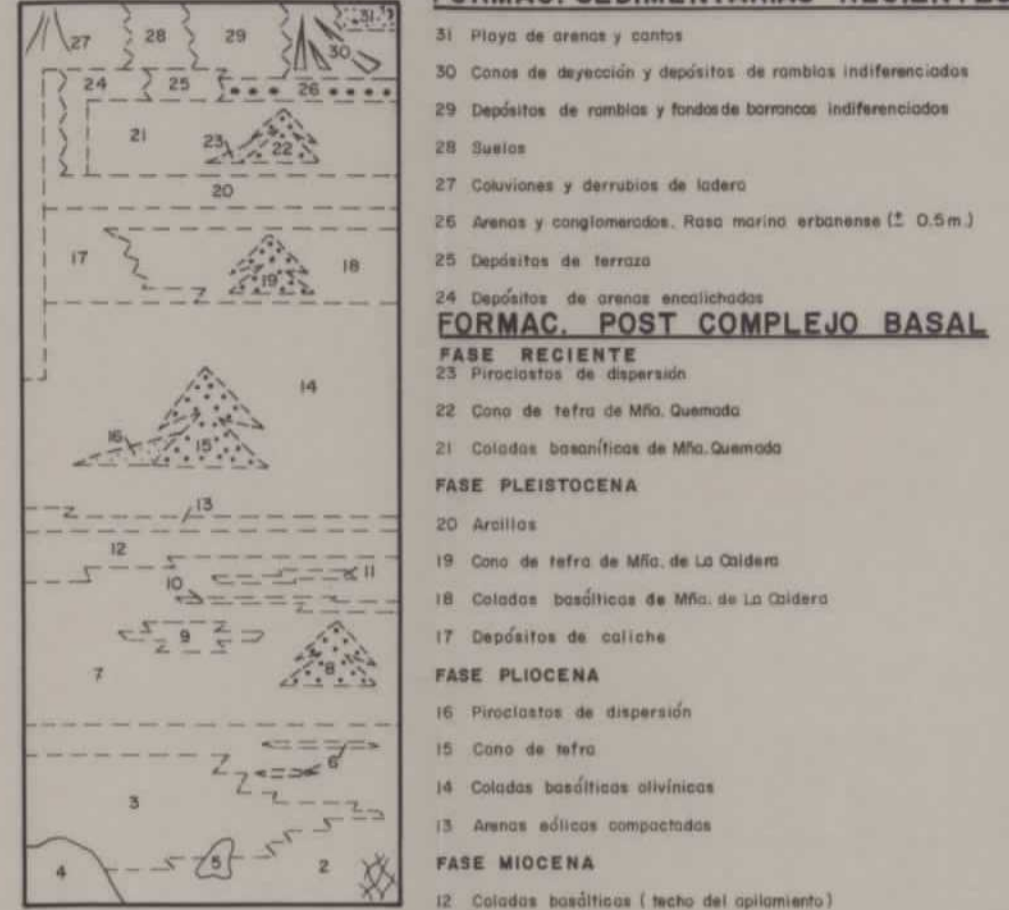 FORMAC. SEDIMENTARIAS RECIENTES
31 Playa de arenas y cantos
30 Conos de deyección y depósitos de ramblas indiferenciados
29 Depósitos de ramblas y fondos de barrancos indiferenciados
28 Suelos
27 Coluviones y derrubios de ladera
26 Arenas y conglomerados. Rasa marina erbanense (± 0.5m.)
25 Depósitos de terraza
24 Depósitos de arenas encalichadas
FORMAC. POST COMPLEJO BASAL
FASE RECIENTE
23 Piroclastos de dispersión
22 Cono de tefra de Mña. Quemada
21 Coladas basaníticas de Mña. Quemada
FASE PLEISTOCENA
20 Arcillas
19 Cono de tefra de Mña. de La Caldera
18 Coladas basálticas de Mña. de La Caldera
17 Depósitos de caliche
FASE PLIOCENA
16 Piroclastos de dispersión
15 Cono de tefra
14 Coladas basálticas olivínicas
13 Arenas eólicas compactadas
FASE MIOCENA
12 Coladas basálticas (techo del apilamiento)
27 28 29 30 31
24 25 26
21 23 22
20
17 19 18
14
16 15
13
12
10 11
9
7 8
6
3
4 5 2